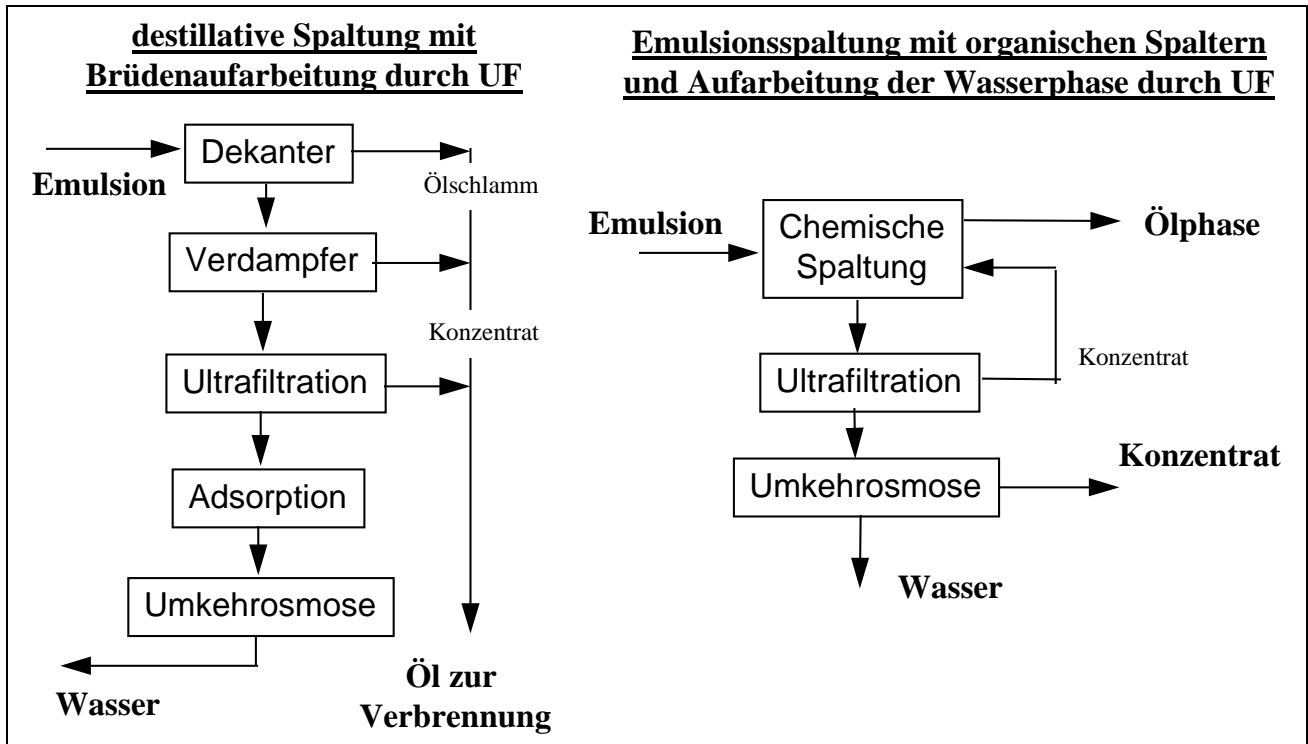 destillative Spaltung mit
Brüdenaufarbeitung durch UF
Dekanter
Emulsion
Ölschlamm
Verdampfer
Konzentrat
Ultrafiltration
Adsorption
Umkehrosmose
Wasser
Öl zur
Verbrennung
Emulsionsspaltung mit organischen Spaltern
und Aufarbeitung der Wasserphase durch UF
Emulsion
Chemische
Spaltung
Ölphase
Konzentrat
Ultrafiltration
Konzentrat
Umkehrosmose
Wasser